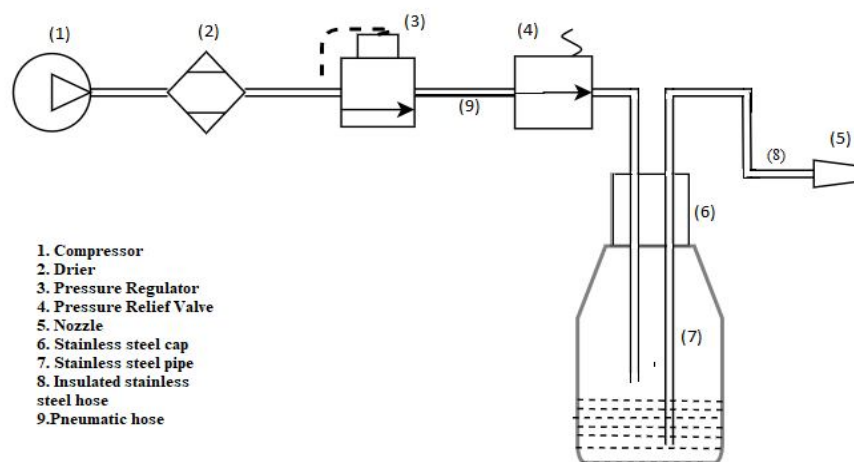 (1)
(2)
(3)
(4)
(9)
(8)
(5)
(6)
(7)
1. Compressor
2. Drier
3. Pressure Regulator
4. Pressure Relief Valve
5. Nozzle
6. Stainless steel cap
7. Stainless steel pipe
8. Insulated stainless
steel hose
9.Pneumatic hose